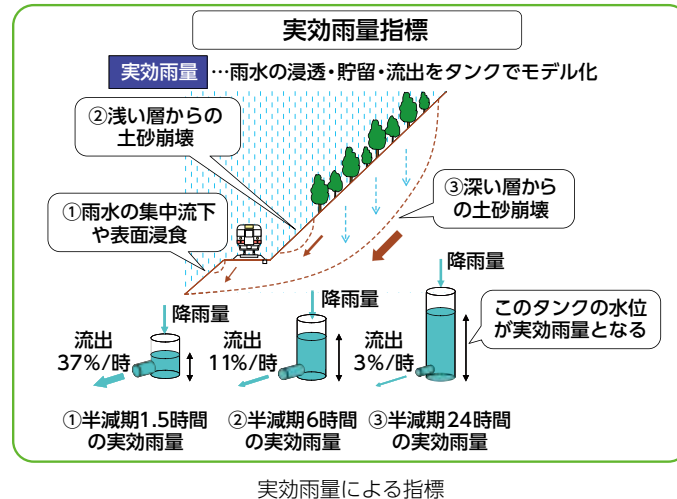 実効雨量指標
実効雨量 …雨水の浸透・貯留・流出をタンクでモデル化
②浅い層からの
土砂崩壊
①雨水の集中流下
や表面浸食
③深い層から
の土砂崩壊
降雨量
流出
37%/時
降雨量
流出
11%/時
降雨量
流出
3%/時
このタンクの水位
が実効雨量となる
①半減期1.5時間
の実効雨量
②半減期6時間
の実効雨量
③半減期24時間
の実効雨量
実効雨量による指標